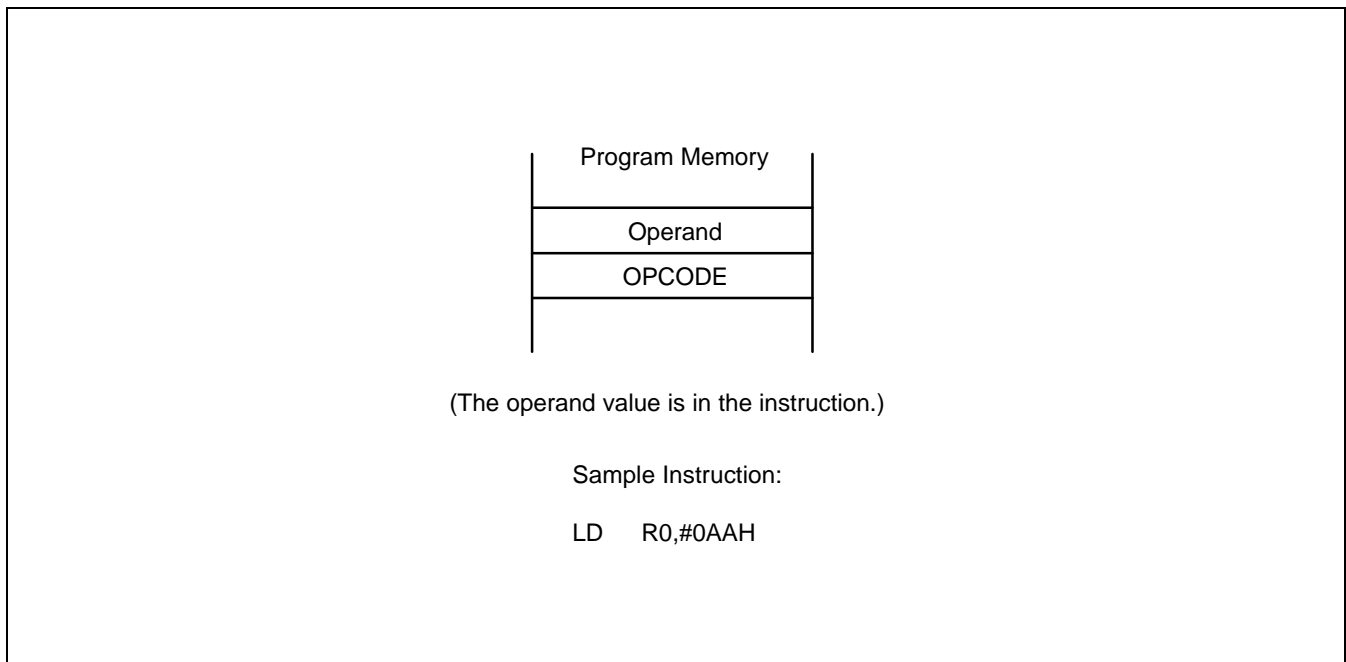 Program Memory
Operand
OPCODE
(The operand value is in the instruction.)
Sample Instruction:
LD R0,#0AAH